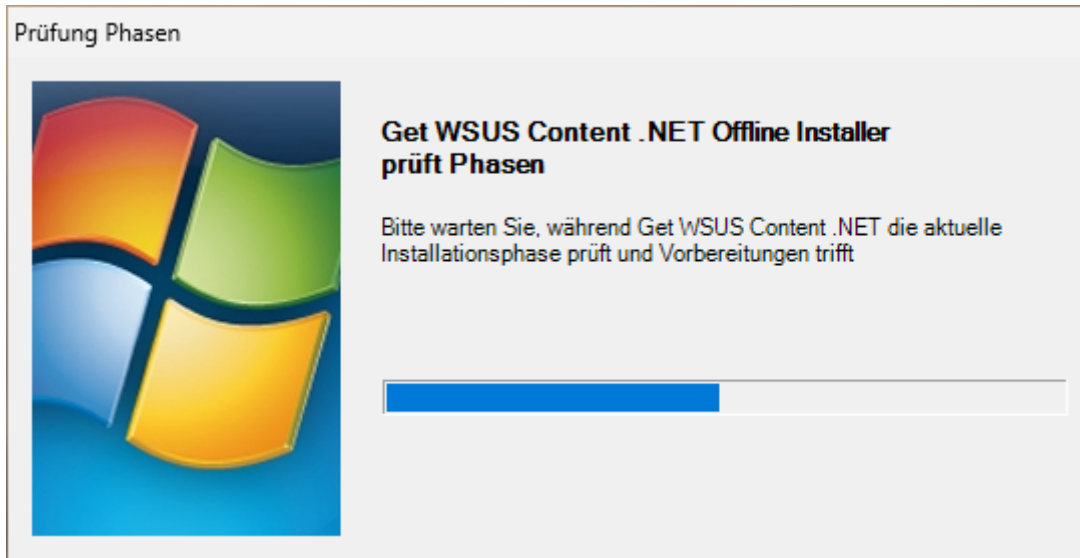 Prüfung Phasen
Get WSUS Content .NET Offline Installer
prüft Phasen
Bitte warten Sie, während Get WSUS Content .NET die aktuelle
Installationsphase prüft und Vorbereitungen trifft